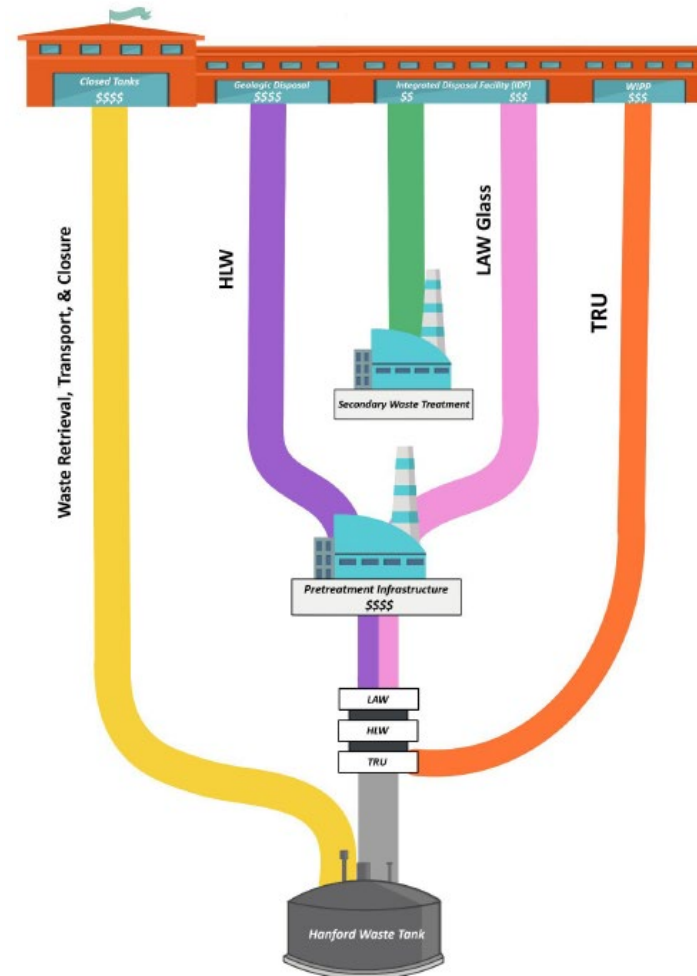 Closed Tanks
$$$$
Geologic Disposal
$$$$
Integrated Disposal Facility (IDF)
$$
$$$
WIPP
$$$
Waste Retrieval, Transport, & Closure
HLW
LAW Glass
TRU
Secondary Waste Treatment
Pretreatment Infrastructure
$$$$
LAW
HLW
TRU
Hanford Waste Tank